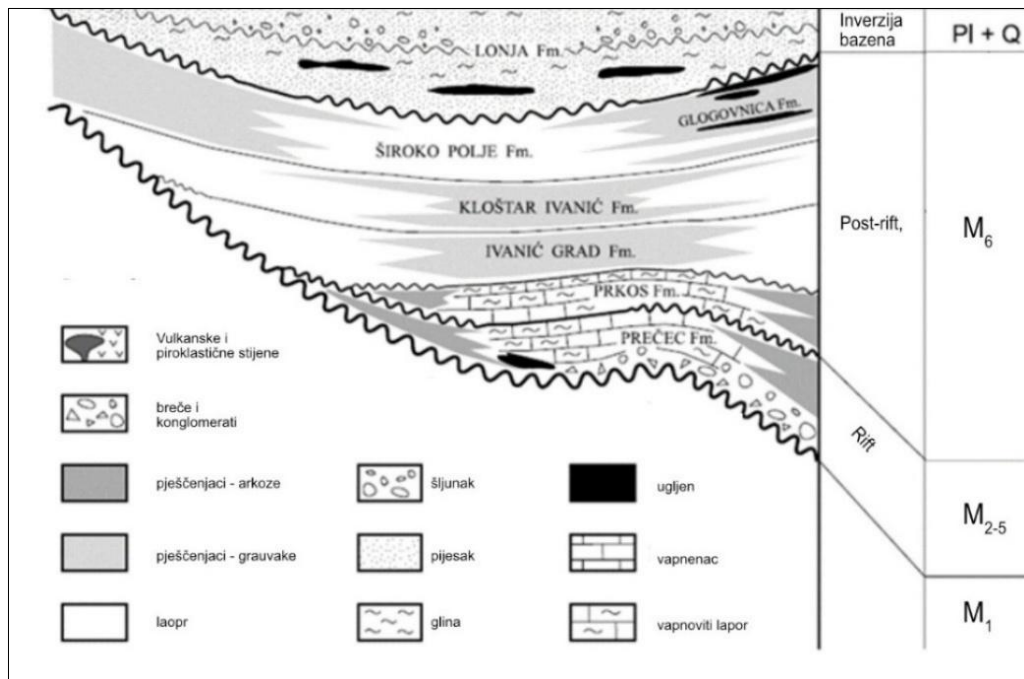 Inverzija
bazena
Pl + Q
LONJA Fm.
GLOGOVNICA Fm.
ŠIROKO POLJE Fm.
KLOŠTAR IVANIĆ Fm.
Post-rift,
M6
IVANIĆ GRAD Fm.
PRKOS Fm.
PREČEC Fm.
Rift
M2-5
M1
Vulkanske i
piroklastične stijene
breče i
konglomerati
pješčenjaci - arkoze
šljunak
ugljen
pješčenjaci - grauvake
pijesak
vapnenac
laopr
glina
vapnoviti lapor